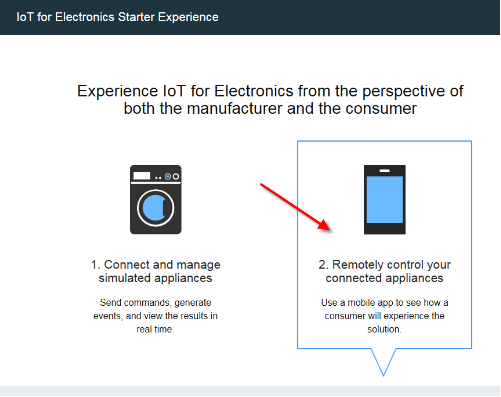 IoT for Electronics Starter Experience
Experience IoT for Electronics from the perspective of
both the manufacturer and the consumer
1. Connect and manage
simulated appliances
Send commands, generate
events, and view the results in
real time.
2. Remotely control your
connected appliances
Use a mobile app to see how a
consumer will experience the
solution.